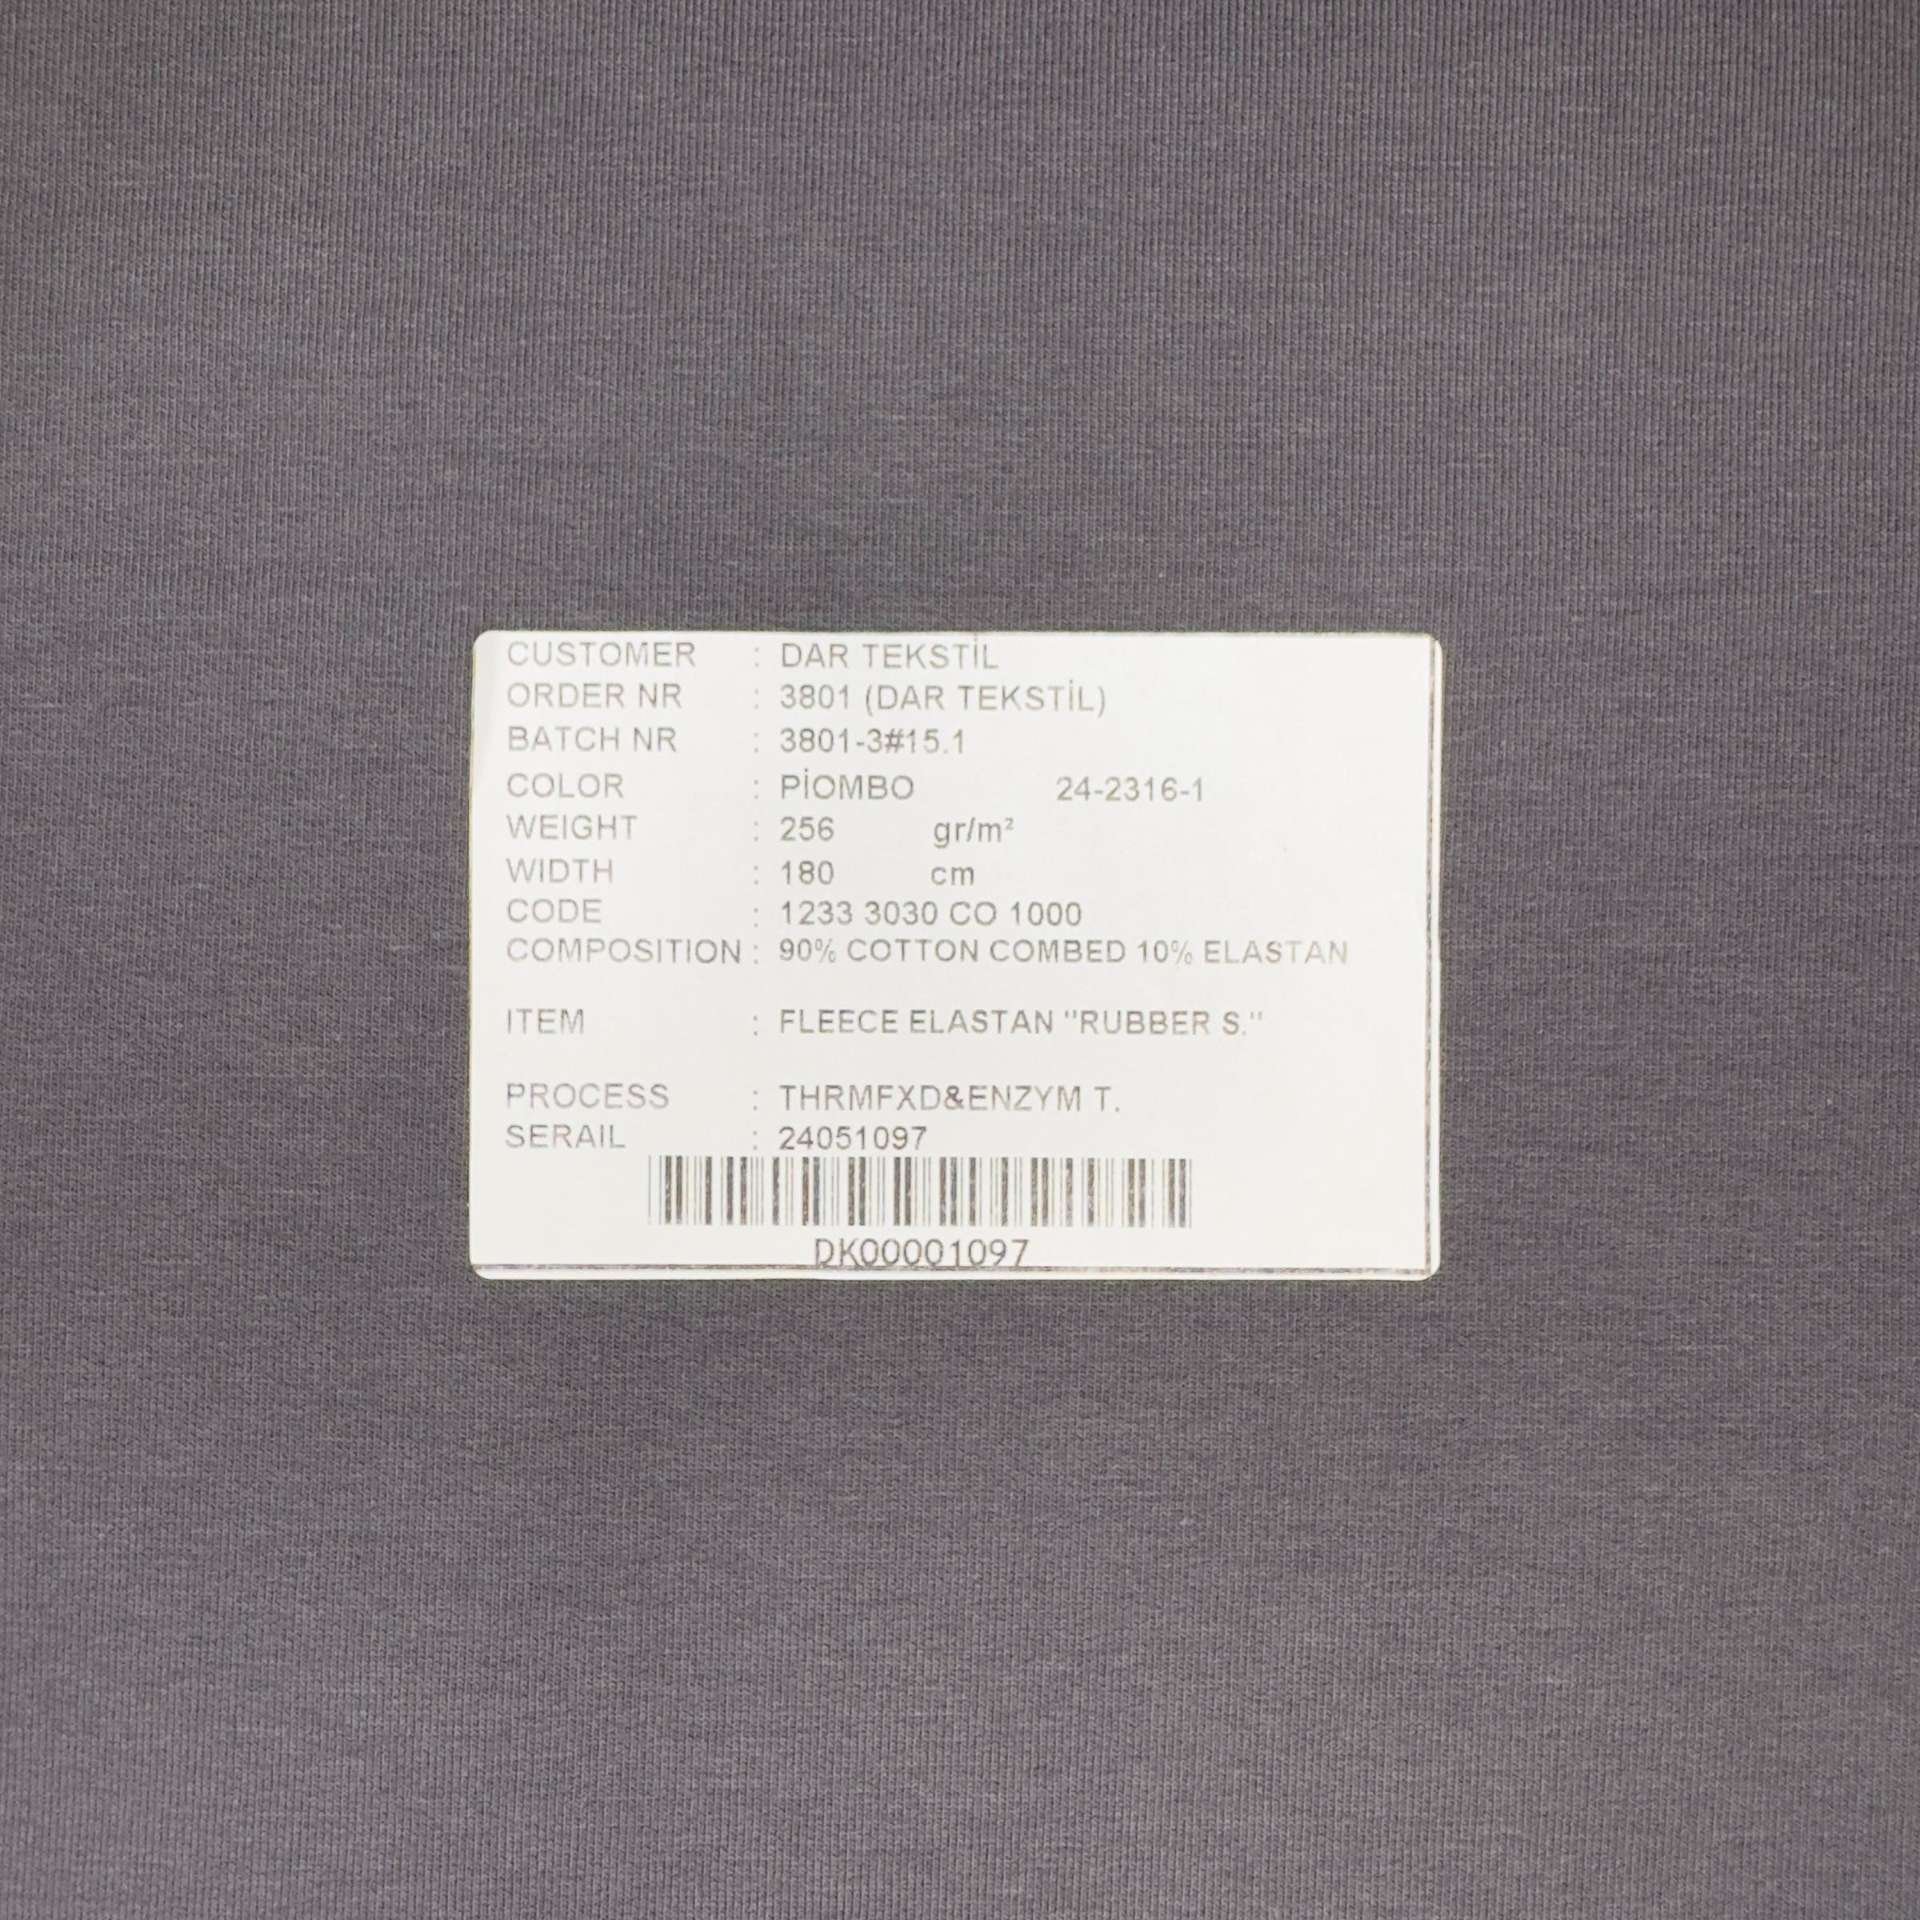 CUSTOMER : DAR TEKSTİL
ORDER NR : 3801 (DAR TEKSTİL)
BATCH NR : 3801-3#15.1
COLOR : PİOMBO 24-2316-1
WEIGHT : 256 gr/m²
WIDTH : 180 cm
CODE : 1233 3030 CO 1000
COMPOSITION : 90% COTTON COMBED 10% ELASTAN
ITEM : FLEECE ELASTAN "RUBBER S."
PROCESS : THRMFXD&ENZYM T.
SERAIL : 24051097
DK00001097